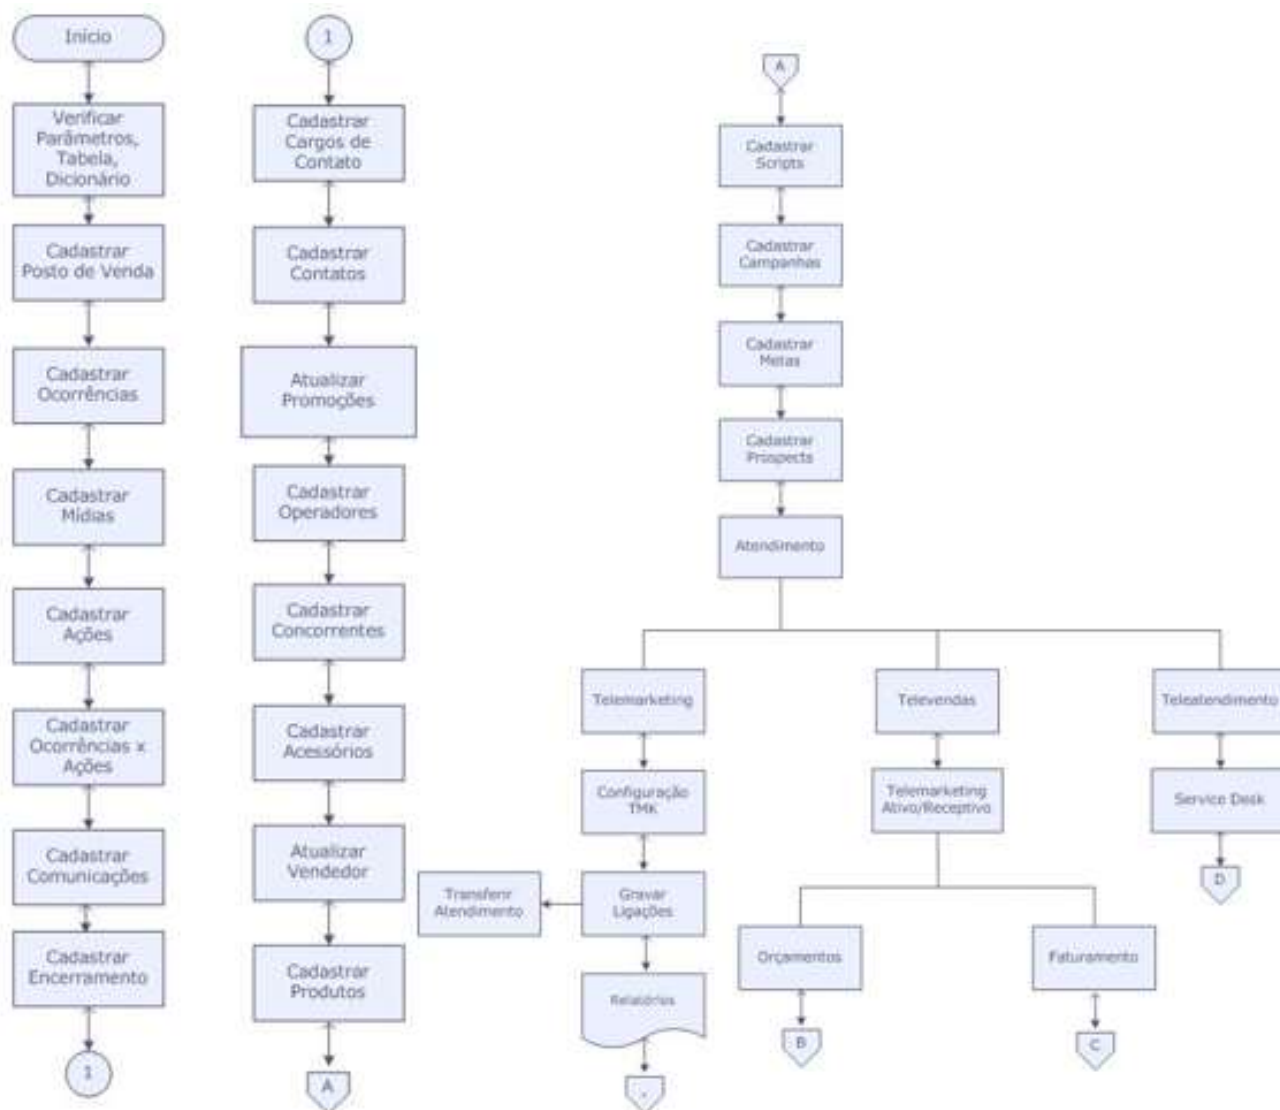 Início
Verificar
Parâmetros,
Tabela,
Dicionário
Cadastrar
Posto de Venda
Cadastrar
Ocorrências
Cadastrar
Mídias
Cadastrar
Ações
Cadastrar
Ocorrências x
Ações
Cadastrar
Comunicações
Cadastrar
Encerramento
1
1
Cadastrar
Cargos de
Contato
Cadastrar
Contatos
Atualizar
Promoções
Cadastrar
Operadores
Cadastrar
Concorrentes
Cadastrar
Acessórios
Atualizar
Vendedor
Cadastrar
Produtos
A
A
Cadastrar
Scripts
Cadastrar
Campanhas
Cadastrar
Metas
Cadastrar
Prospects
Atendimento
Telemarketing
Configuração
TMK
Gravar
Ligações
Transferir
Atendimento
Relatórios
Televendas
Telemarketing
Ativo/Receptivo
Orçamentos
B
Faturamento
C
Teleatendimento
Service Desk
D